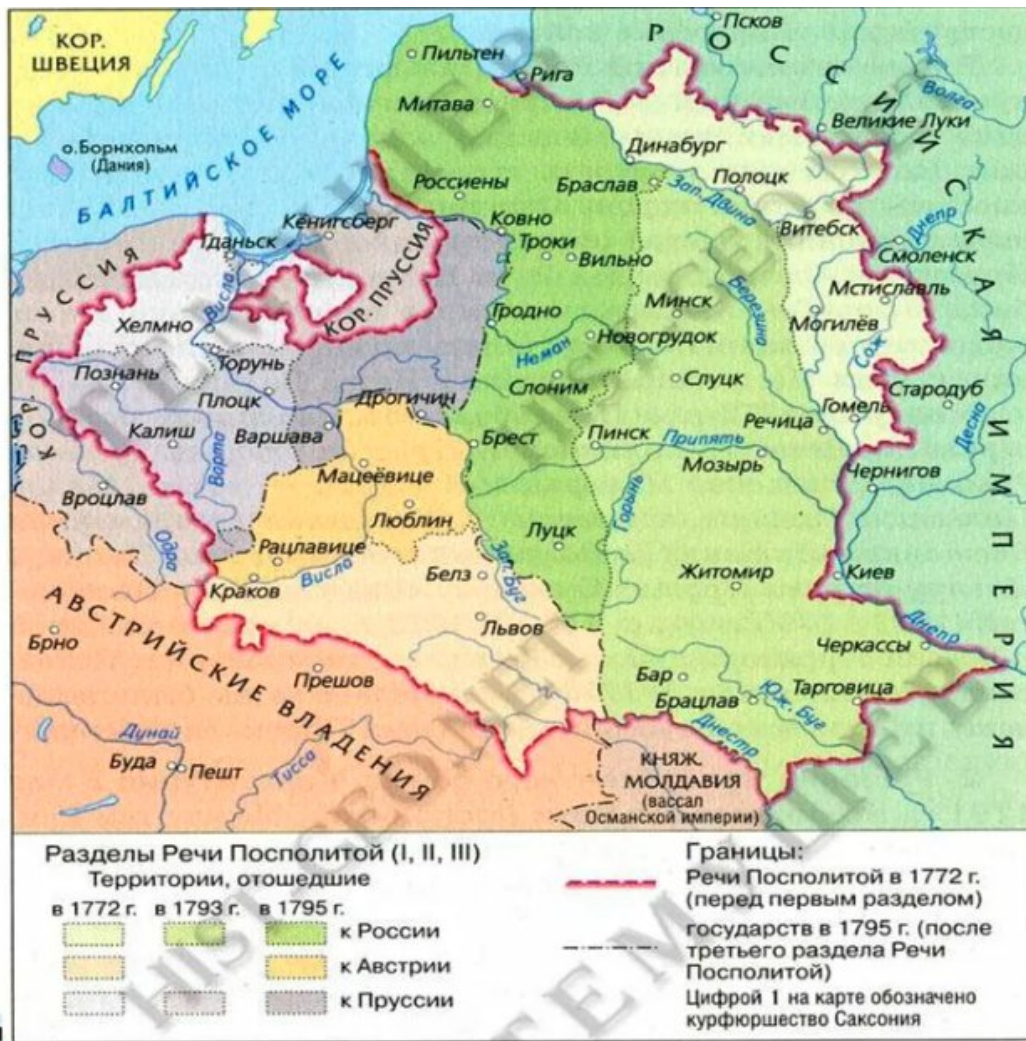 КОР.
ШВЕЦИЯ
БАЛТИЙСКОЕ МОРЕ
о.Борнхольм
(Дания)
РОССИЙСКАЯ ИМПЕРИЯ
Псков
Пильтен
Рига
Митава
Волга
Великие Луки
Динабург
Полоцк
Браслав
Зап. Двина
Россиены
Витебск
Днепр
Смоленск
Кёнигсберг
Ковно
Троки
Вильно
Гданьск
КОР. ПРУССИЯ
КОР. ПРУССИЯ
Висла
Хелмно
Минск
Березина
Мстиславль
Могилёв
Сож
Гродно
Новогрудок
Неман
Торунь
Познань
Плоцк
Слоним
Слуцк
Стародуб
Дрогичин
Гомель
Речица
Десна
Калиш
Варшава
Брест
Пинск
Припять
Варта
Мацеёвице
Мозырь
Чернигов
Вроцлав
Люблин
Горынь
Одра
Луцк
Рацлавице
Висла
Зап. Буг
Белз
Краков
Житомир
Киев
АВСТРИЙСКИЕ ВЛАДЕНИЯ
Львов
Днепр
Брно
Черкассы
Прешов
Бар
Брацлав
Юж. Буг
Тарговица
Дунай
Буда
Пешт
Тисса
Днестр
КНЯЖ.
МОЛДАВИЯ
(вассал
Османской империи)
Разделы Речи Посполитой (I, II, III)
Территории, отошедшие
в 1772 г. в 1793 г. в 1795 г.
к России
к Австрии
к Пруссии
Границы:
Речи Посполитой в 1772 г.
(перед первым разделом)
государств в 1795 г. (после
третьего раздела Речи
Посполитой)
Цифрой 1 на карте обозначено
курфюршество Саксония